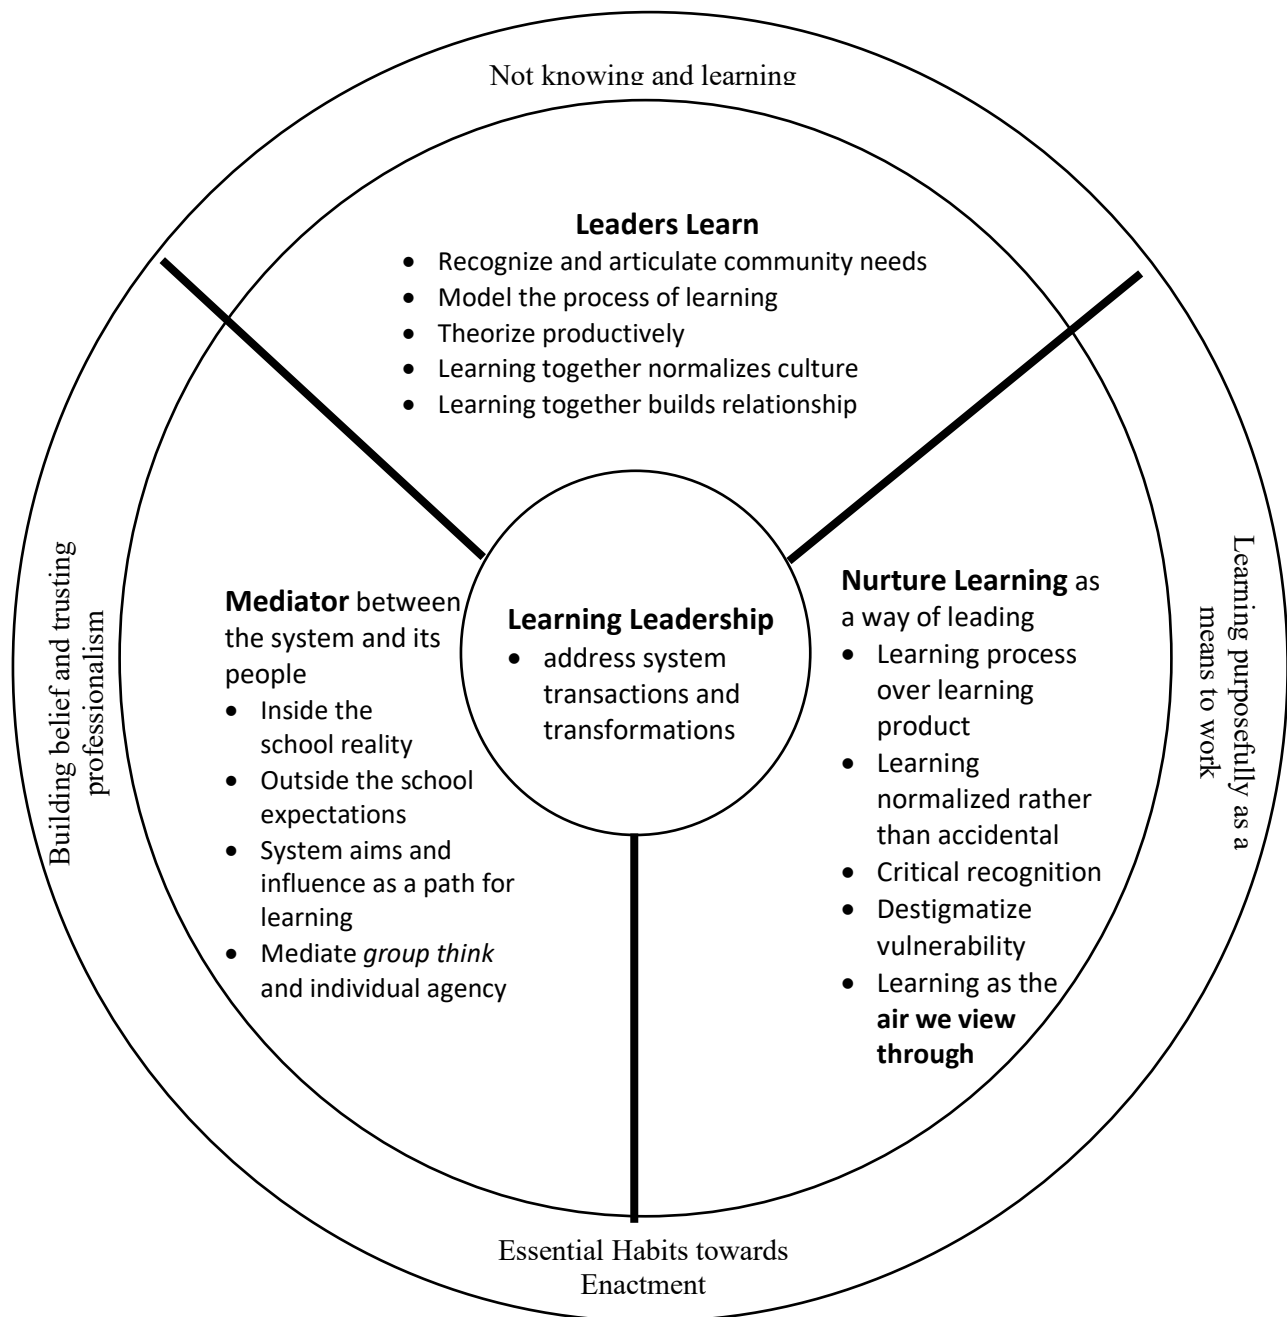 Not knowing and learning
Leaders Learn
• Recognize and articulate community needs
• Model the process of learning
• Theorize productively
• Learning together normalizes culture
• Learning together builds relationship
Building belief and trusting
professionalism
Mediator between
the system and its
people
• Inside the
school reality
• Outside the school
expectations
• System aims and
influence as a path for
learning
• Mediate group think
and individual agency
Learning Leadership
• address system
transactions and
transformations
Nurture Learning as
a way of leading
• Learning process
over learning
product
• Learning
normalized rather
than accidental
• Critical recognition
• Destigmatize
vulnerability
• Learning as the
air we view
through
Learning purposefully as a
means to work
Essential Habits towards
Enactment